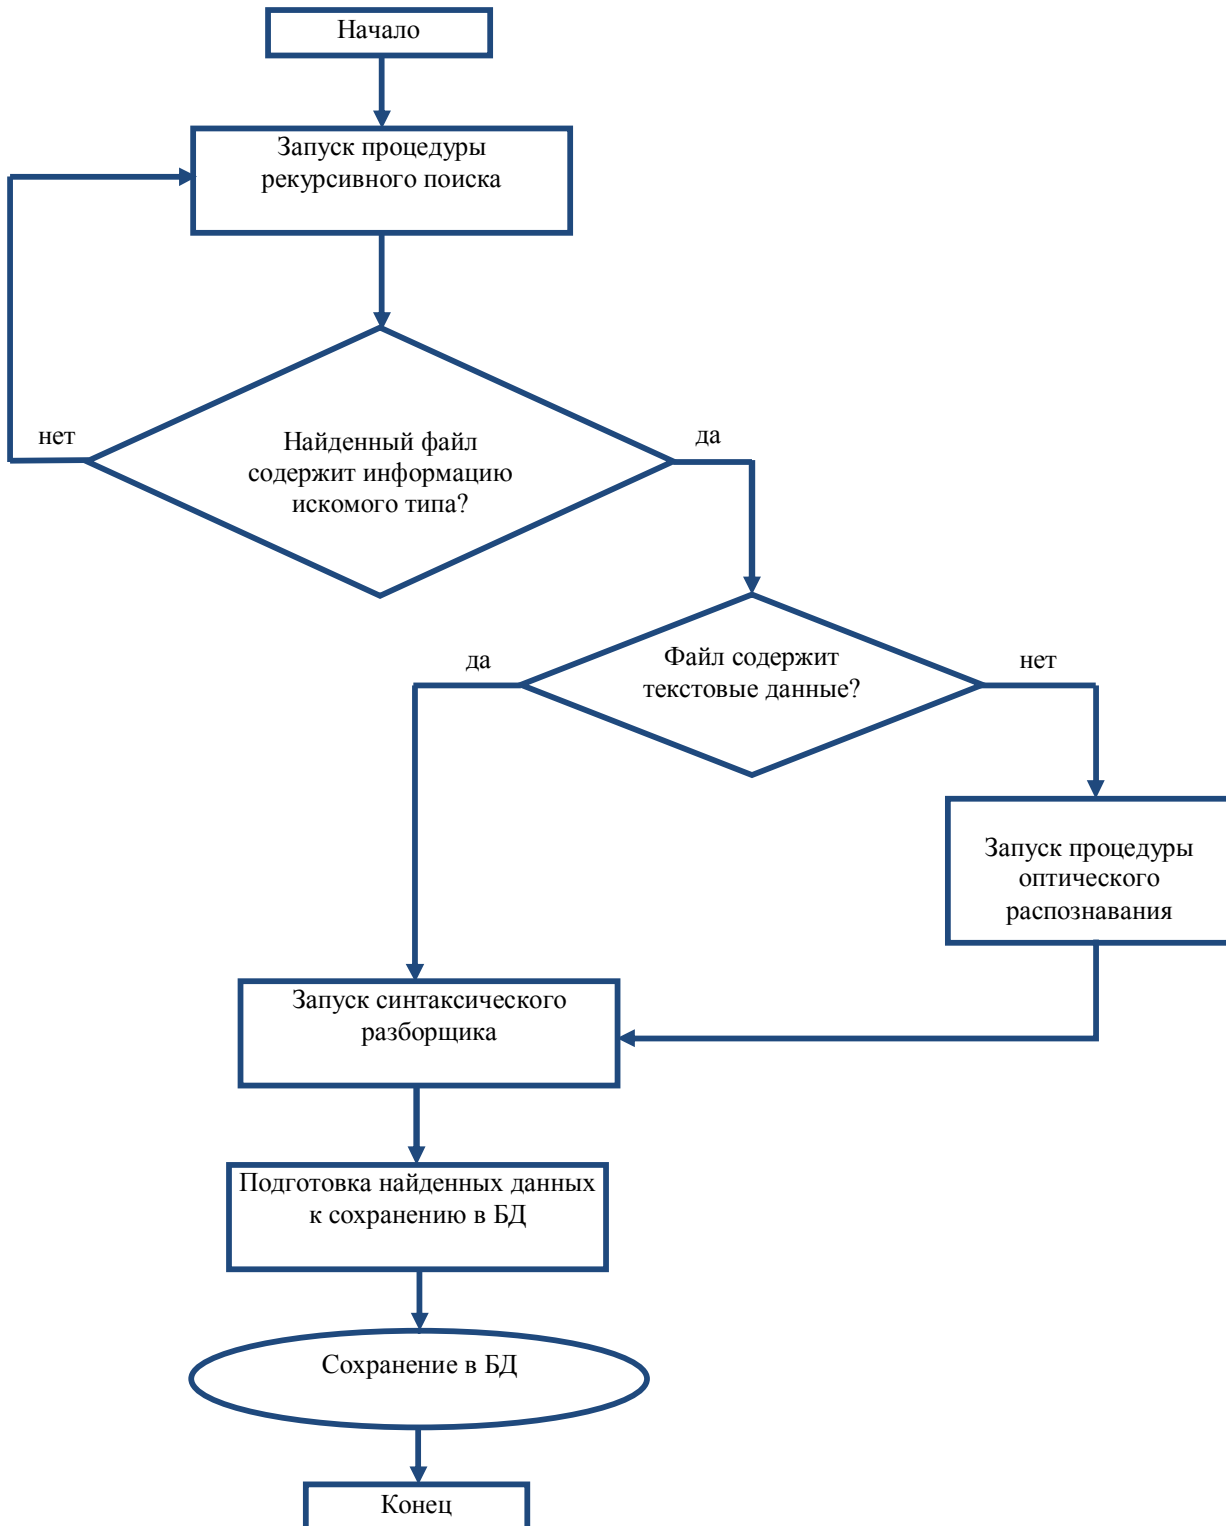 Начало
Запуск процедуры
рекурсивного поиска
нет
да
Найденный файл
содержит информацию
искомого типа?
да
Файл содержит
нет
текстовые данные?
Запуск процедуры
оптического
распознавания
Запуск синтаксического
разборщика
Подготовка найденных данных
к сохранению в БД
Сохранение в БД
Конец